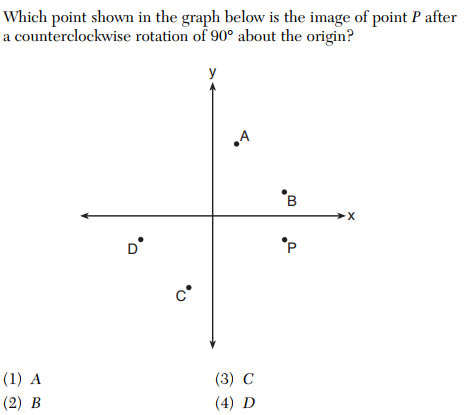 Which point shown in the graph below is the image of point P after
a counterclockwise rotation of 90° about the origin?
y
A
B
x
D
P
C
(1) A
(3) C
(2) B
(4) D